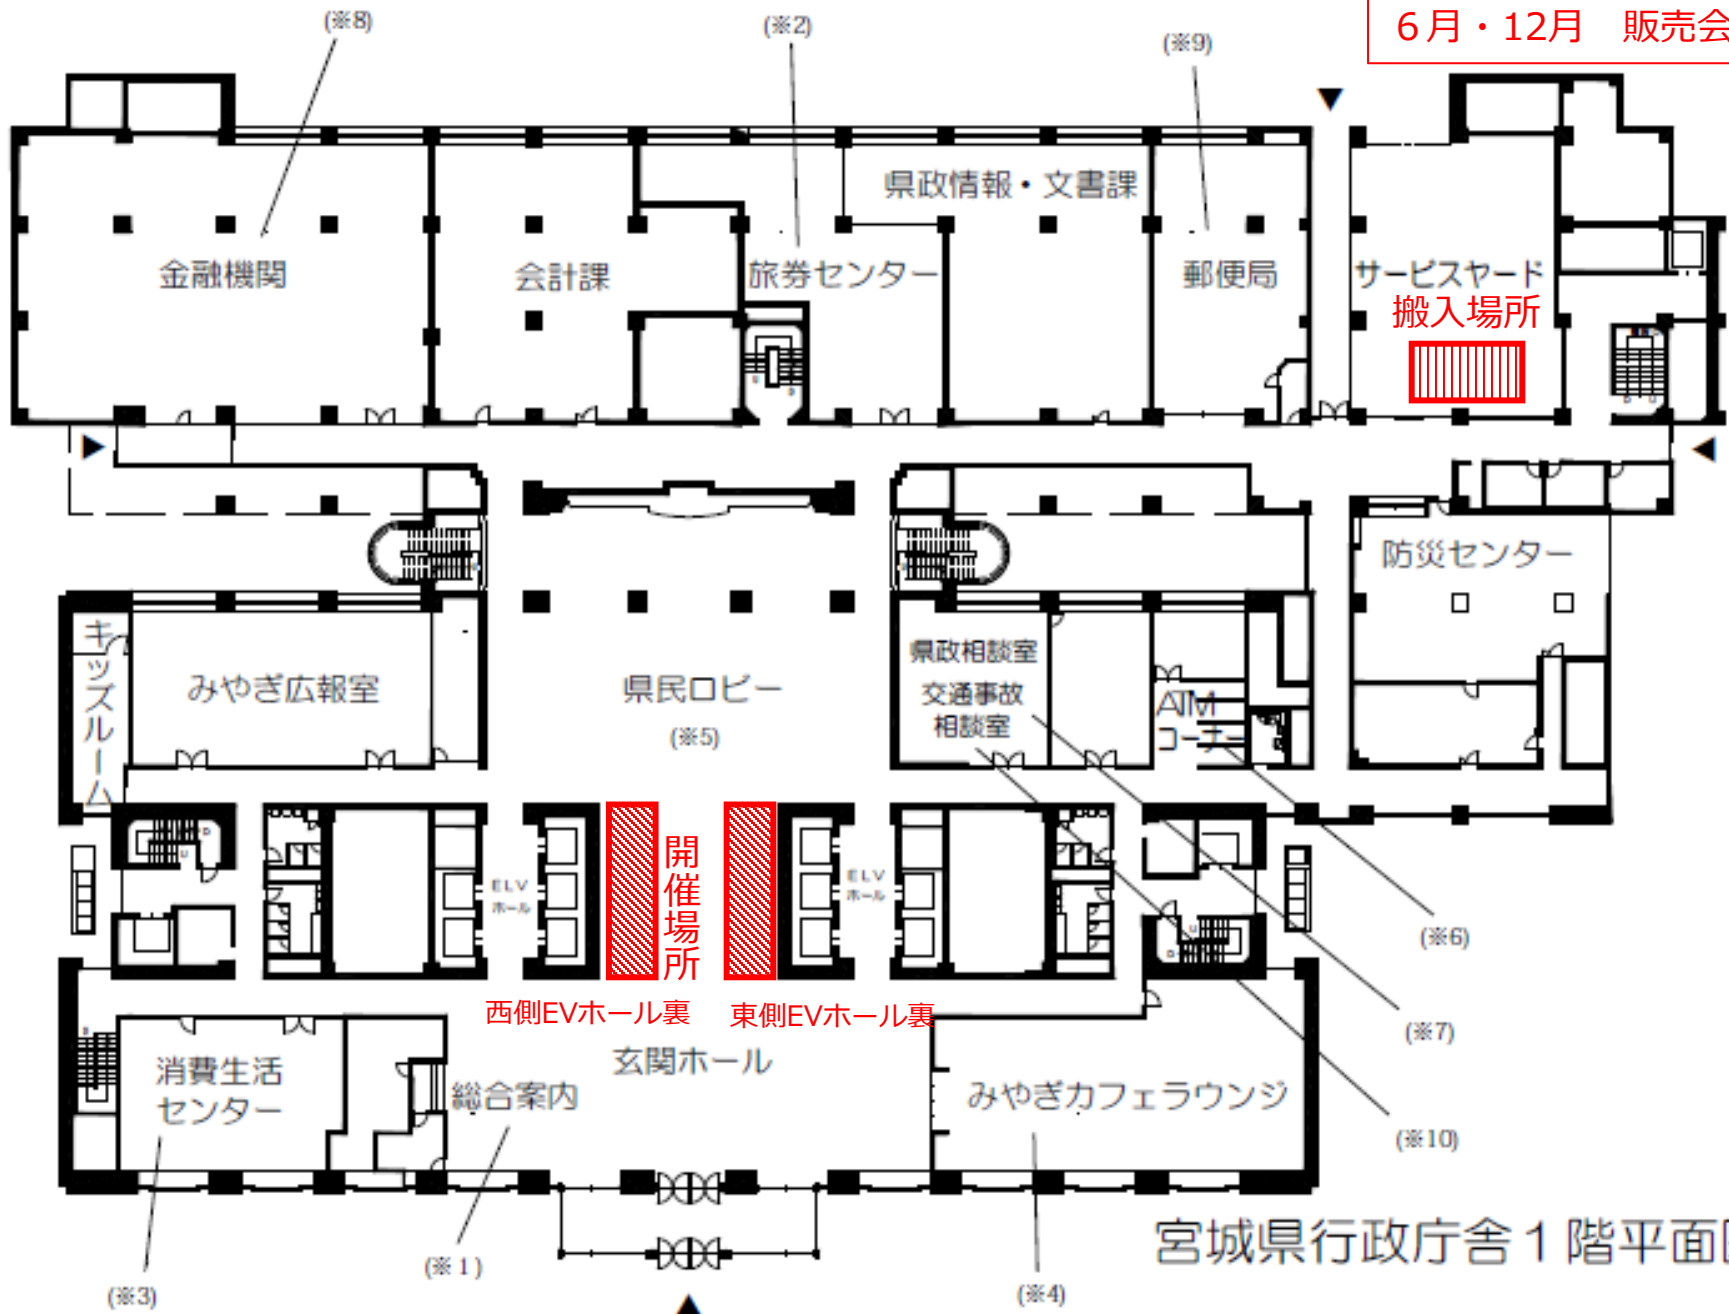 (※8)
(※2)
(※9)
6月・12月　販売会
県政情報・文書課
金融機関
会計課
旅券センター
郵便局
サービスヤード
搬入場所
防災センター
キッズルーム
みやぎ広報室
県民ロビー
(※5)
県政相談室
交通事故
相談室
ATM
コーナー
ELV
ホール
開催場所
ELV
ホール
(※6)
西側EVホール裏
東側EVホール裏
(※7)
玄関ホール
消費生活
センター
総合案内
みやぎカフェラウンジ
(※10)
宮城県行政庁舎1階平面
(※1)
(※3)
(※4)